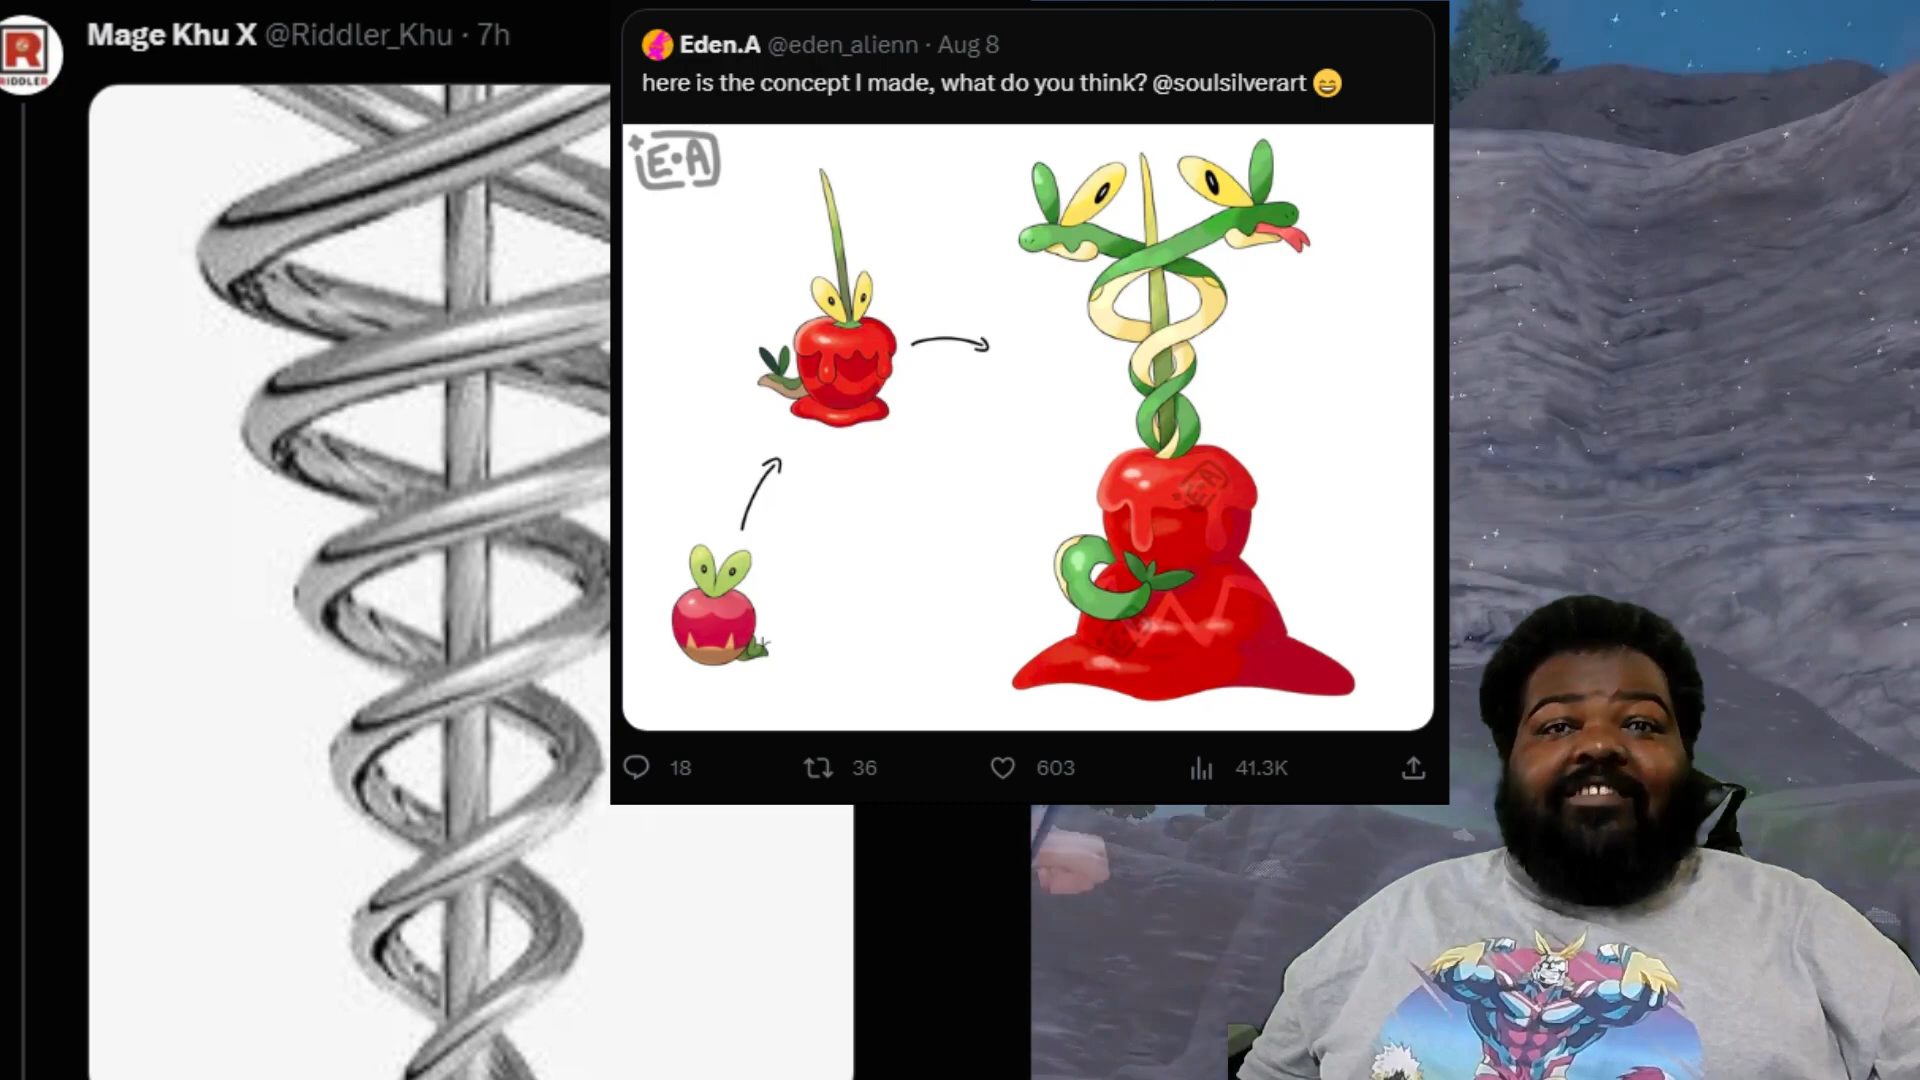 R
RIDDLER
Mage Khu X @Riddler_Khu · 7h
Eden.A @eden_alienn · Aug 8
here is the concept I made, what do you think? @soulsilverart 😄
E•A
E•A
18 36 603 41.3K